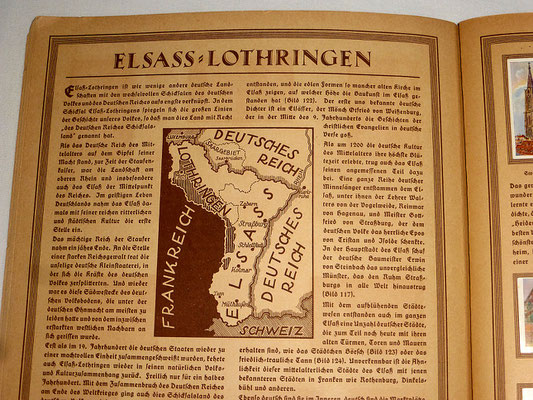 ELSASS-LOTHRINGEN
Elsaß-Lothringen ist wie wenige andere deutsche Land-
schaften mit den wechselvollen Schicksalen des deutschen
Volkes und des Deutschen Reiches aufs engste verknüpft. In dem
Schicksal Elsaß-Lothringens spiegeln sich die großen Linien
der Geschichte unseres Volkes, so daß man dies Land mit Recht
„des Deutschen Reiches Schicksals-
land“ genannt hat.
Als das Deutsche Reich des Mit-
telalters auf dem Gipfel seiner
Macht stand, zur Zeit der Staufen-
kaiser, war die Landschaft am
oberen Rhein und insbesondere
auch das Elsaß der Mittelpunkt
des Reiches. Im geistigen Leben
Deutschlands nahm das Elsaß da-
mals mit seiner reichen ritterlichen
und städtischen Kultur die erste
Stelle ein.
Das mächtige Reich der Staufer
nahm ein jähes Ende. An die Stelle
einer starken Reichsgewalt trat die
unselige deutsche Kleinstaaterei, in
der sich die Kräfte des deutschen
Volkes zersplitterten. Und wieder
war es diese Südwestecke des deut-
schen Volksbodens, die unter der
deutschen Ohnmacht am meisten zu
leiden hatte und von dem inzwischen
erstarkten westlichen Nachbarn an
sich gerissen wurde.
Erst als im 19. Jahrhundert die deutschen Staaten wieder zu
einer machtvollen Einheit zusammengeschweißt wurden, kehrte
auch Elsaß-Lothringen wieder in seinen natürlichen Volks-
und Kulturzusammenhang zurück. Freilich nur für ein halbes
Jahrhundert. Mit dem Zusammenbruch des Deutschen Reiches
am Ende des Weltkrieges ging auch dies Schicksalsland des
LUXEMBURG
DEUTSCHES
REICH
SAARGEBIET
Saarbrücken
LOTHRINGEN
Zabern
Straßburg
Schlettstadt
Kolmar
Mülhausen
ELSASS
DEUTSCHES
REICH
FRANKREICH
SCHWEIZ
entstanden, und die edlen Formen so mancher alten Kirche im
Elsaß zeigen, auf welcher Höhe die Baukunst im Elsaß ge-
standen hat (Bild 122). Der erste uns bekannte deutsche
Dichter ist ein Elsässer, der Mönch Otfried von Weißenburg,
der in der Mitte des 9. Jahrhunderts die Geschichten der
christlichen Evangelien in deutsche
Verse goß.
Als um 1200 die deutsche Kultur
des Mittelalters ihre höchste Blü-
tezeit erlebte, trug auch das Elsaß
seinen angemessenen Teil dazu
bei. Eine ganze Reihe deutscher
Minnesänger entstammen dem El-
saß, unter ihnen der Lehrer Wal-
ters von der Vogelweide, Reinmar
von Hagenau, und Meister Gott-
fried von Straßburg, der dem
deutschen Volk das herrliche Epos
von Tristan und Isolde schenkte.
In der Hauptstadt des Elsaß schuf
der deutsche Baumeister Erwin
von Steinbach das unvergleichliche
Münster, das den Ruhm Straß-
burgs in alle Welt hinaustrug
(Bild 117).
Mit dem aufblühenden Städte-
wesen entstanden auch im ganzen
Elsaß eine Unzahl deutscher Städte,
die zum Teil noch heute mit ihren
alten Türmen, Toren und Mauern
erhalten sind, wie das Städtchen Börsch (Bild 123) oder das
friedlich-trauliche Tann (Bild 124). Unverkennbar ist die Ähn-
lichkeit dieser mittelalterlichen Städte des Elsaß mit jenen
bekannteren Städten in Franken wie Rothenburg, Dinkels-
bühl und anderen.